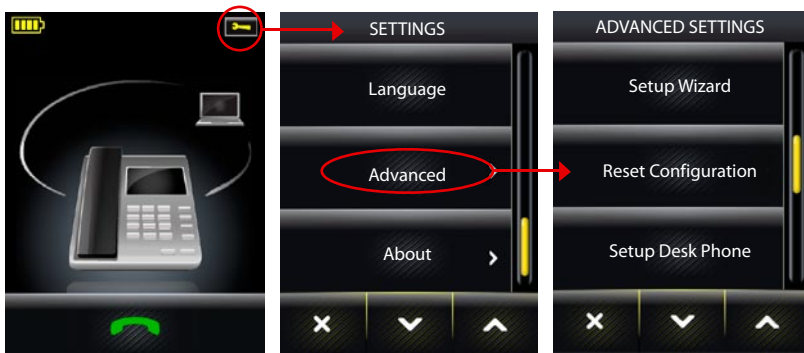 SETTINGS
Language
Advanced
About
ADVANCED SETTINGS
Setup Wizard
Reset Configuration
Setup Desk Phone